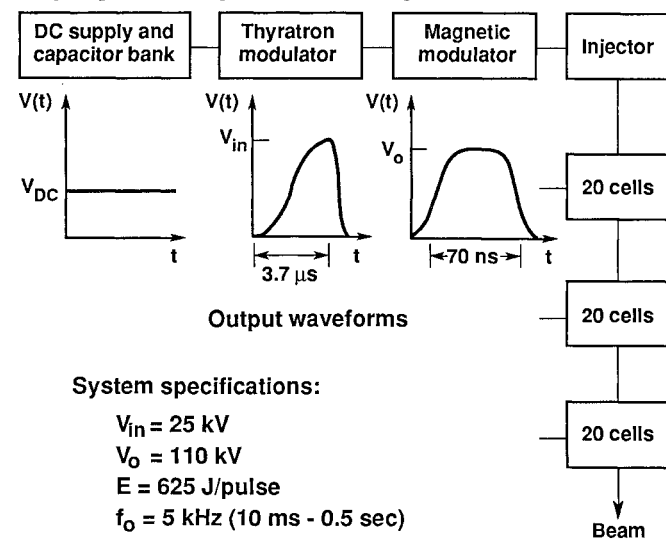 DC supply and
capacitor bank
Thyratron
modulator
Magnetic
modulator
Injector
V(t)
V(t)
V(t)
V_DC
V_in
V_o
t
t
t
3.7 μs
70 ns
20 cells
20 cells
20 cells
Output waveforms
System specifications:
V_in = 25 kV
V_o = 110 kV
E = 625 J/pulse
f_o = 5 kHz (10 ms - 0.5 sec)
Beam